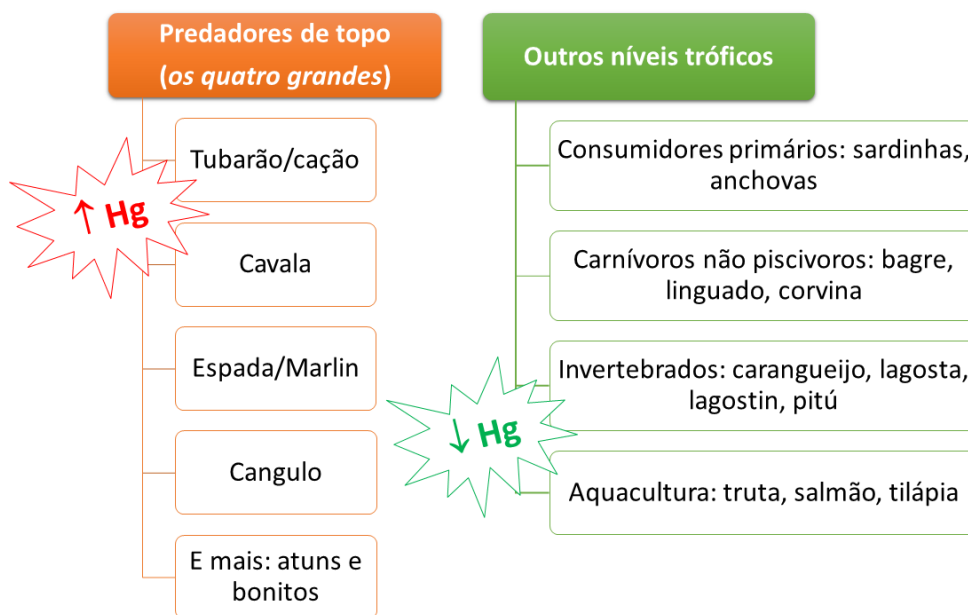 Predadores de topo
(os quatro grandes)
↑ Hg
Tubarão/cação
Cavala
Espada/Marlin
Cangulo
E mais: atuns e
bonitos
Outros níveis tróficos
Consumidores primários: sardinhas,
anchovas
Carnívoros não piscivoros: bagre,
linguado, corvina
Invertebrados: carangueijo, lagosta,
lagostin, pitú
↓ Hg
Aquacultura: truta, salmão, tilápia